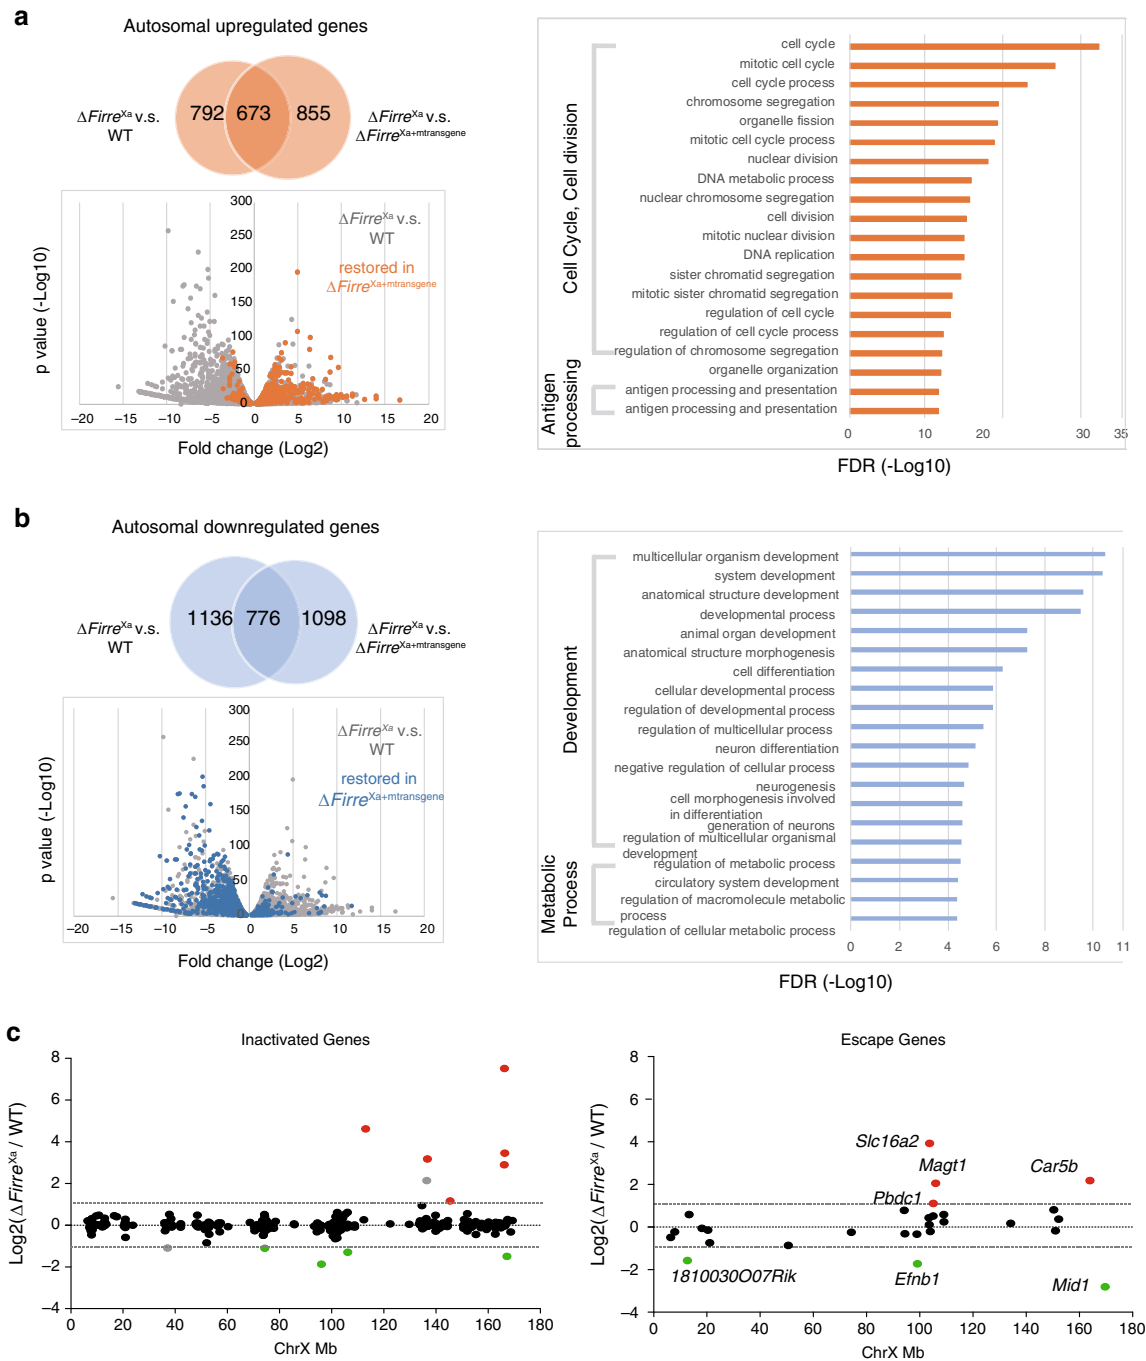 a
Autosomal upregulated genes
792 673 855
ΔFirreXa v.s.
WT
ΔFirreXa v.s.
ΔFirreXa+mtransgene
p value (-Log10)
300
250
200
150
100
50
0
ΔFirreXa v.s.
WT
restored in
ΔFirreXa+mtransgene
−20 −15 −10 −5 0 5 10 15 20
Fold change (Log2)
Cell Cycle, Cell division
Antigen
processing
cell cycle
mitotic cell cycle
cell cycle process
chromosome segregation
organelle fission
mitotic cell cycle process
nuclear division
DNA metabolic process
nuclear chromosome segregation
cell division
mitotic nuclear division
DNA replication
sister chromatid segregation
mitotic sister chromatid segregation
regulation of cell cycle
regulation of cell cycle process
regulation of chromosome segregation
organelle organization
antigen processing and presentation
antigen processing and presentation
0 10 20 30 35
FDR (-Log10)
b
Autosomal downregulated genes
1136 776 1098
ΔFirreXa v.s.
WT
ΔFirreXa v.s.
ΔFirreXa+mtransgene
p value (-Log10)
300
250
200
150
100
50
0
ΔFirreXa v.s.
WT
restored in
ΔFirreXa+mtransgene
−20 −15 −10 −5 0 5 10 15 20
Fold change (Log2)
Development
Metabolic
Process
multicellular organism development
system development
anatomical structure development
developmental process
animal organ development
anatomical structure morphogenesis
cell differentiation
cellular developmental process
regulation of developmental process
regulation of multicellular process
neuron differentiation
negative regulation of cellular process
neurogenesis
cell morphogenesis involved
in differentiation
generation of neurons
regulation of multicellular organismal
development
regulation of metabolic process
circulatory system development
regulation of macromolecule metabolic
process
regulation of cellular metabolic process
0 2 4 6 8 10 11
FDR (-Log10)
c
Inactivated Genes
Log2(ΔFirreXa / WT)
8
6
4
2
0
−2
−4
0 20 40 60 80 100 120 140 160 180
ChrX Mb
Escape Genes
Log2(ΔFirreXa / WT)
8
6
4
2
0
−2
−4
Slc16a2
Magt1
Car5b
Pbdc1
1810030O07Rik
Efnb1
Mid1
0 20 40 60 80 100 120 140 160 180
ChrX Mb